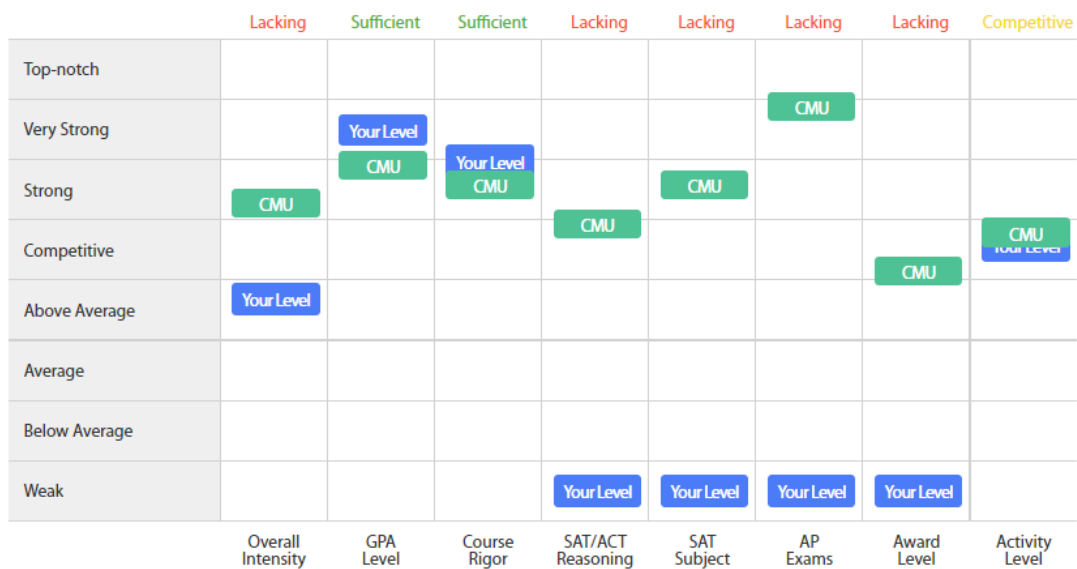 Lacking Sufficient Sufficient Lacking Lacking Lacking Lacking Competitive
Top-notch
CMU
Very Strong
Your Level
Your Level
CMU
Strong
CMU
CMU
CMU
CMU
Competitive
CMU
Your Level
CMU
Above Average
Your Level
Average
Below Average
Weak
Your Level Your Level Your Level Your Level
Overall Intensity
GPA Level
Course Rigor
SAT/ACT Reasoning
SAT Subject
AP Exams
Award Level
Activity Level